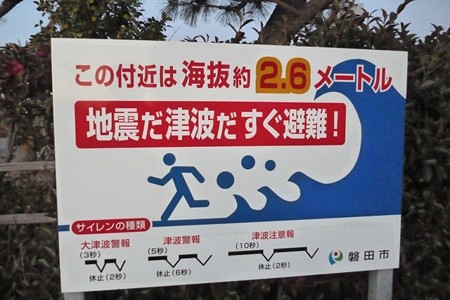 この付近は海抜約2.6メートル
地震だ津波だすぐ避難！
サイレンの種類
大津波警報 津波警報 津波注意報
(3秒) (5秒) (10秒)
休止(2秒) 休止(6秒) 休止(2秒)
磐田市